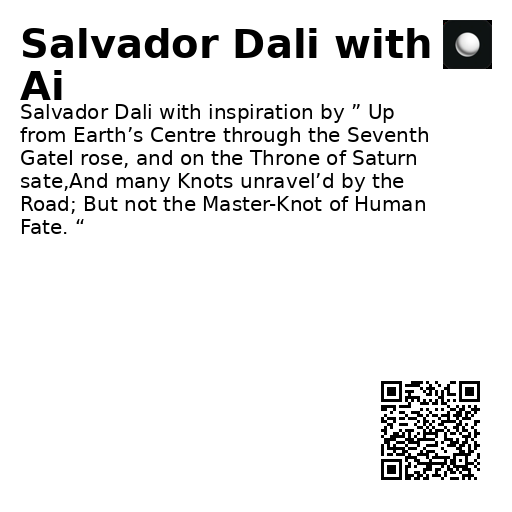 Salvador Dali with
Ai
Salvador Dali with inspiration by ” Up
from Earth’s Centre through the Seventh
GateI rose, and on the Throne of Saturn
sate,And many Knots unravel’d by the
Road; But not the Master-Knot of Human
Fate. “